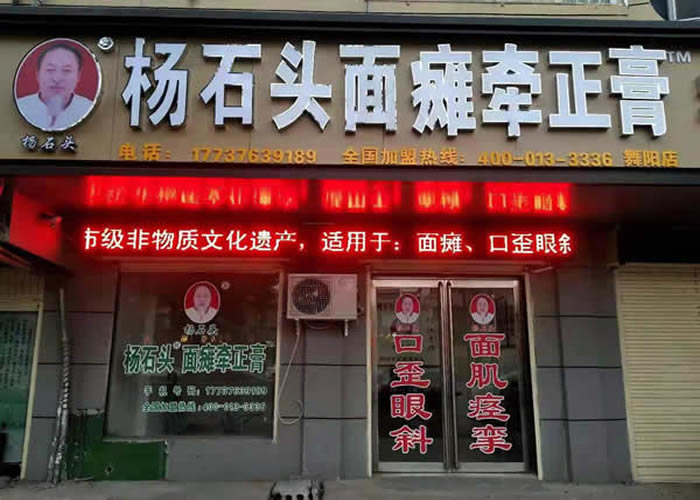 杨石头面瘫牵正膏™
杨石头
电话：17737639189 全国加盟热线：400-013-3336 舞阳店
市级非物质文化遗产，适用于：面瘫、口歪眼斜
杨石头®
杨石头®面瘫牵正膏
手机号码：17737639189
全国加盟热线：400-013-3336
口歪眼斜
面肌痉挛